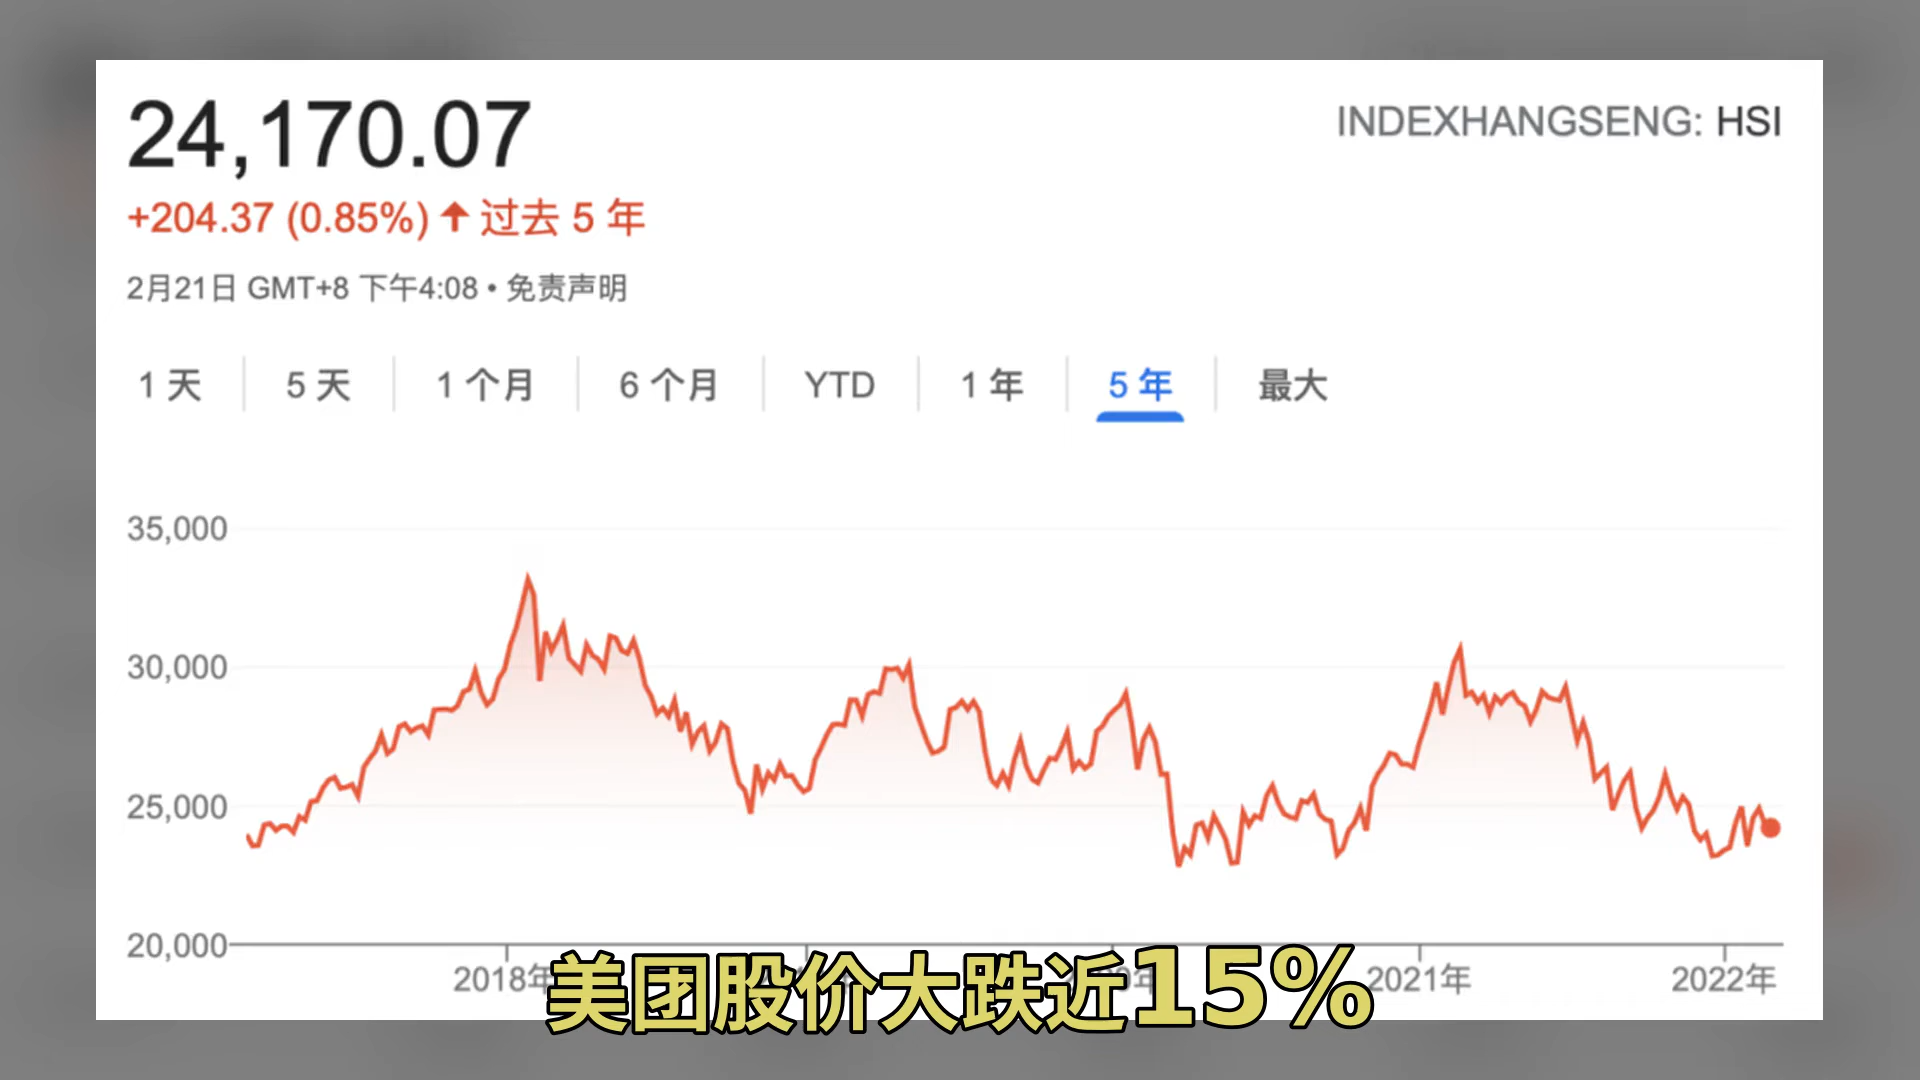 24,170.07
INDEXHANGSENG: HSI
+204.37 (0.85%) ↑ 过去 5 年
2月21日 GMT+8 下午4:08 • 免责声明
1 天 5 天 1 个月 6 个月 YTD 1 年 5 年 最大
35,000
30,000
25,000
20,000
2018年 2021年 2022年
美团股价大跌近15%